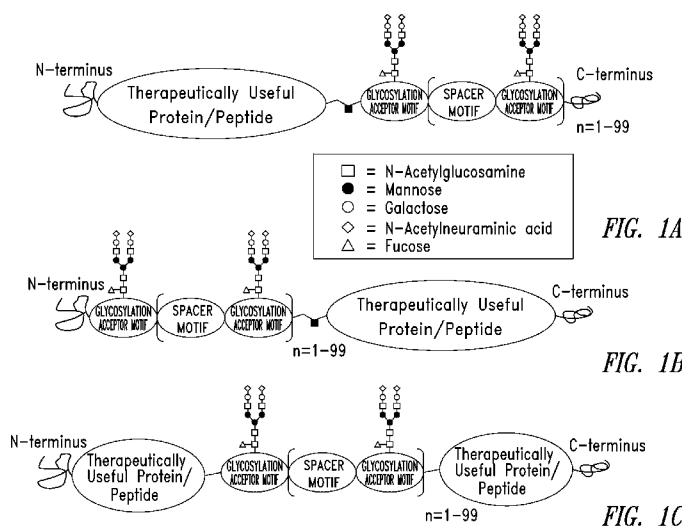 N-terminus
Therapeutically Useful
Protein/Peptide
GLYCOSYLATION
ACCEPTOR MOTIF
SPACER
MOTIF
GLYCOSYLATION
ACCEPTOR MOTIF
C-terminus
n=1-99
□ = N-Acetylglucosamine
● = Mannose
○ = Galactose
◇ = N-Acetylneuraminic acid
△ = Fucose
FIG. 1A
N-terminus
GLYCOSYLATION
ACCEPTOR MOTIF
SPACER
MOTIF
GLYCOSYLATION
ACCEPTOR MOTIF
n=1-99
Therapeutically Useful
Protein/Peptide
C-terminus
FIG. 1B
N-terminus
Therapeutically
Useful Protein/
Peptide
GLYCOSYLATION
ACCEPTOR MOTIF
SPACER
MOTIF
GLYCOSYLATION
ACCEPTOR MOTIF
n=1-99
Therapeutically
Useful Protein/
Peptide
C-terminus
FIG. 1C